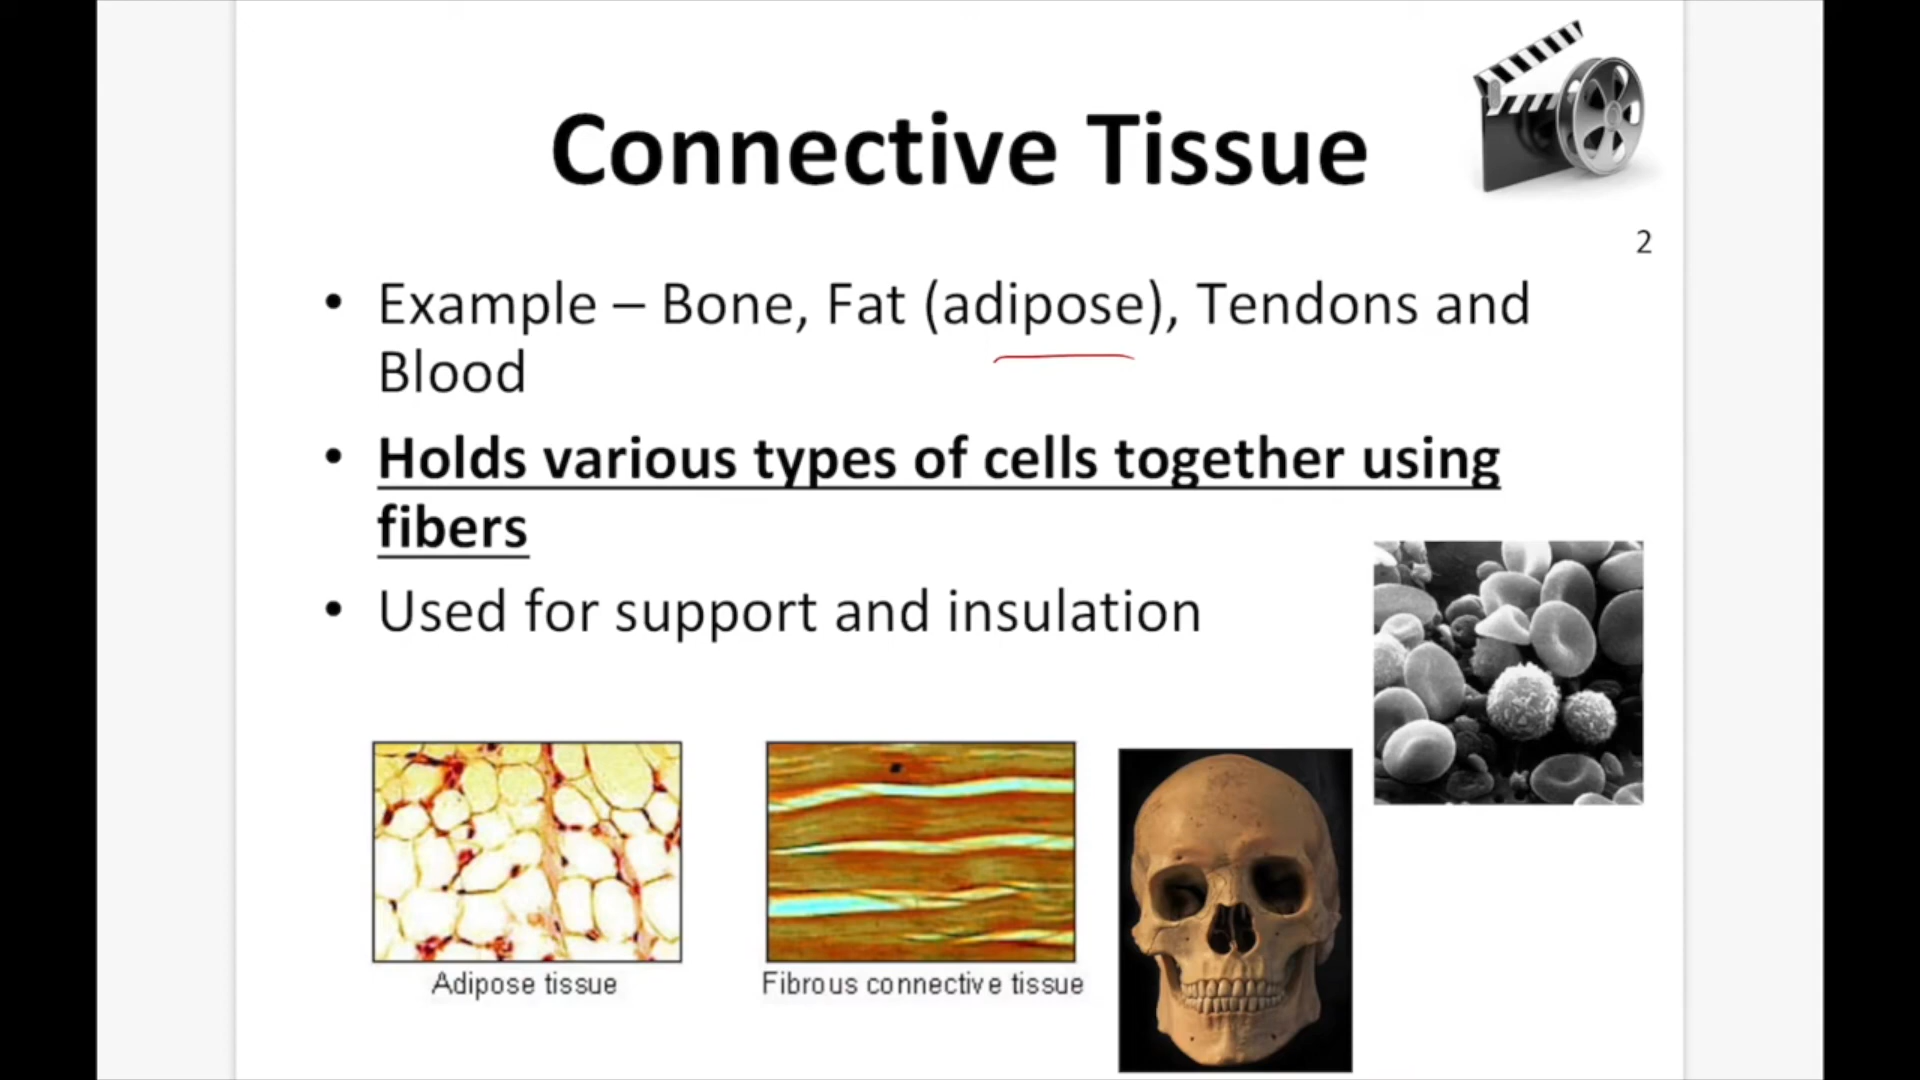 Connective Tissue
2
• Example – Bone, Fat (adipose), Tendons and
Blood
• Holds various types of cells together using
fibers
• Used for support and insulation
Adipose tissue
Fibrous connective tissue